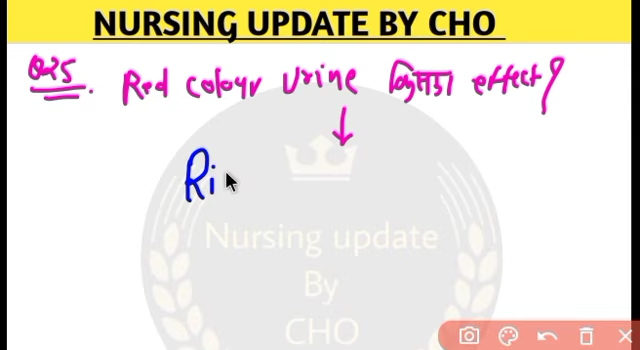 NURSING UPDATE BY CHO
Q25. Red colour urine किसका effect?
Ri
Nursing update
By
CHO